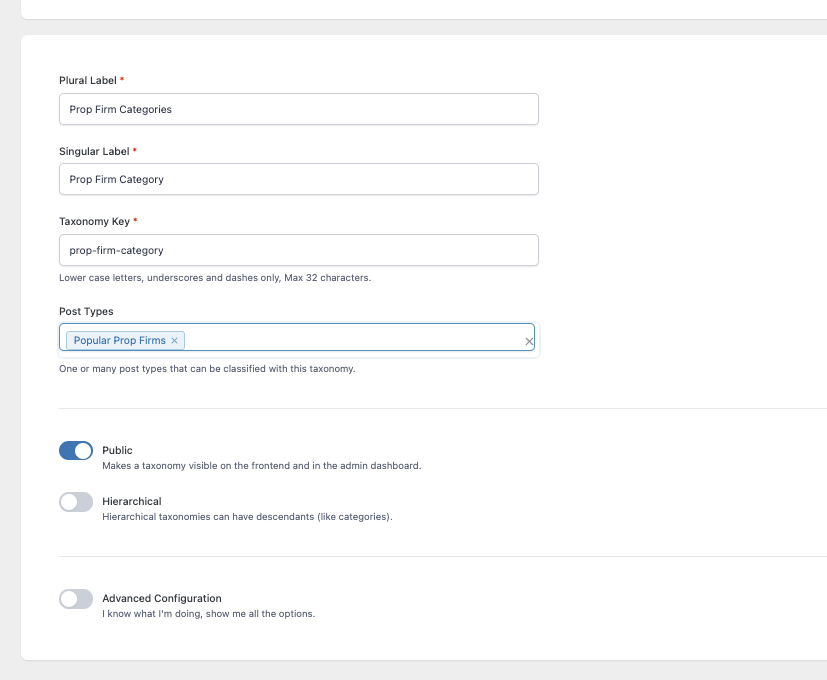 Plural Label *
Prop Firm Categories
Singular Label *
Prop Firm Category
Taxonomy Key *
prop-firm-category
Lower case letters, underscores and dashes only, Max 32 characters.
Post Types
Popular Prop Firms ×
×
One or many post types that can be classified with this taxonomy.
Public
Makes a taxonomy visible on the frontend and in the admin dashboard.
Hierarchical
Hierarchical taxonomies can have descendants (like categories).
Advanced Configuration
I know what I'm doing, show me all the options.